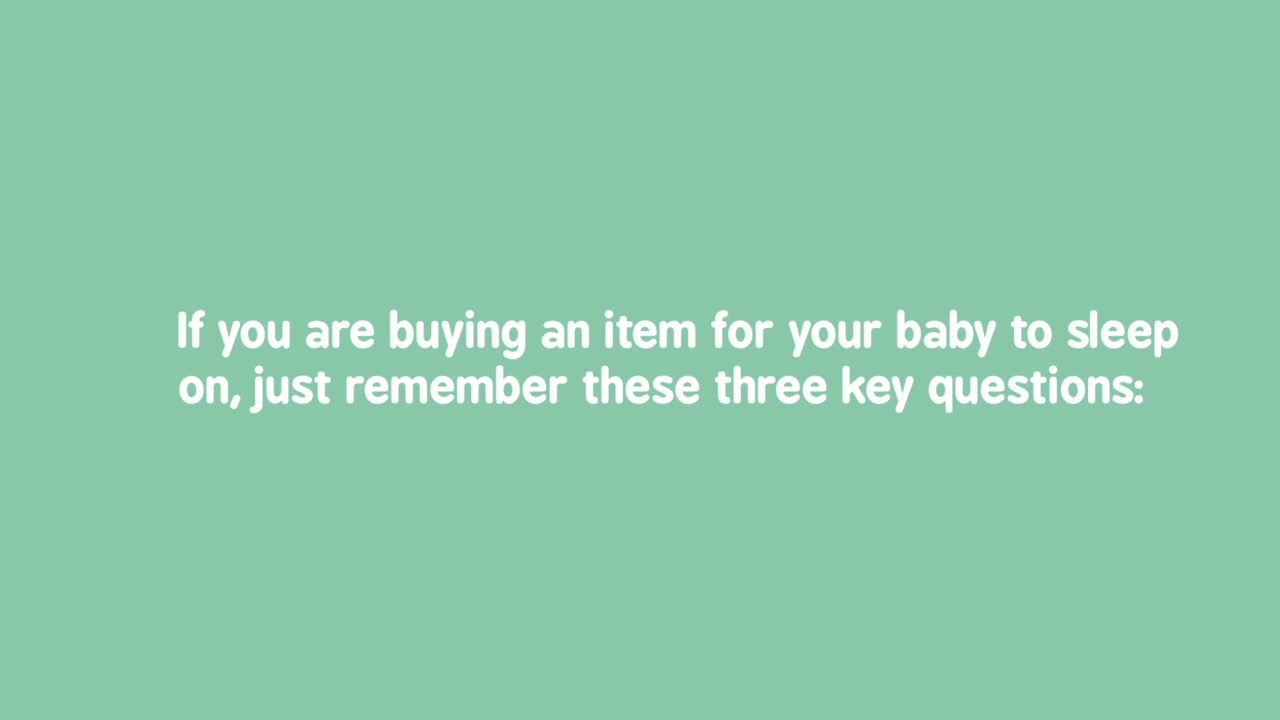 If you are buying an item for your baby to sleep
on, just remember these three key questions: